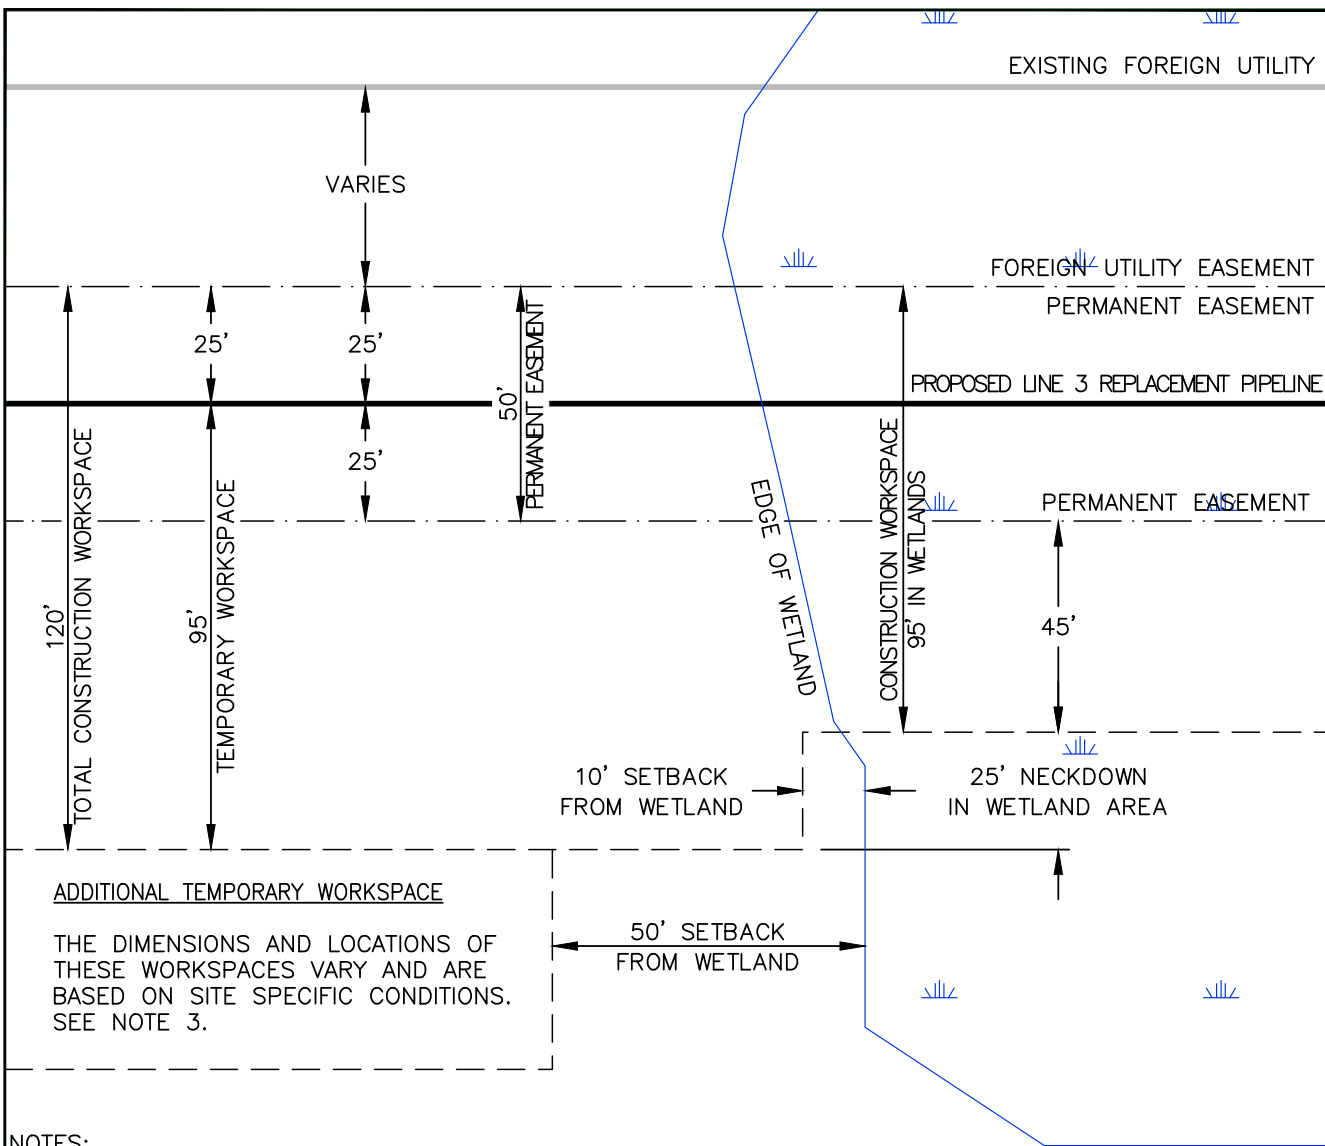 EXISTING FOREIGN UTILITY
VARIES
FOREIGN UTILITY EASEMENT
PERMANENT EASEMENT
25'
25'
50'
PERMANENT EASEMENT
PROPOSED LINE 3 REPLACEMENT PIPELINE
25'
120'
TOTAL CONSTRUCTION WORKSPACE
95'
TEMPORARY WORKSPACE
EDGE OF WETLAND
CONSTRUCTION WORKSPACE
95' IN WETLANDS
PERMANENT EASEMENT
45'
10' SETBACK
FROM WETLAND
25' NECKDOWN
IN WETLAND AREA
ADDITIONAL TEMPORARY WORKSPACE
THE DIMENSIONS AND LOCATIONS OF
THESE WORKSPACES VARY AND ARE
BASED ON SITE SPECIFIC CONDITIONS.
SEE NOTE 3.
50' SETBACK
FROM WETLAND
NOTES: